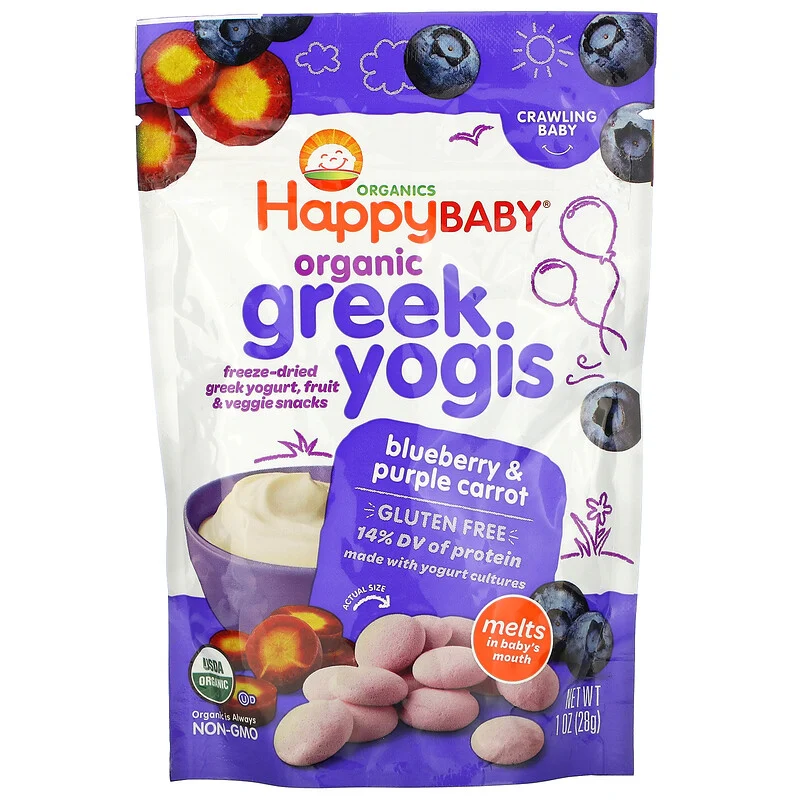 CRAWLING
BABY
ORGANICS
HappyBABY®
organic
greek
yogis
freeze-dried
greek yogurt, fruit
& veggie snacks
blueberry &
purple carrot
GLUTEN FREE
14% DV of protein
made with yogurt cultures
ACTUAL SIZE
melts
in baby's
mouth
USDA
ORGANIC
U D
Organic is Always
NON-GMO
NET WT
1 OZ (28g)